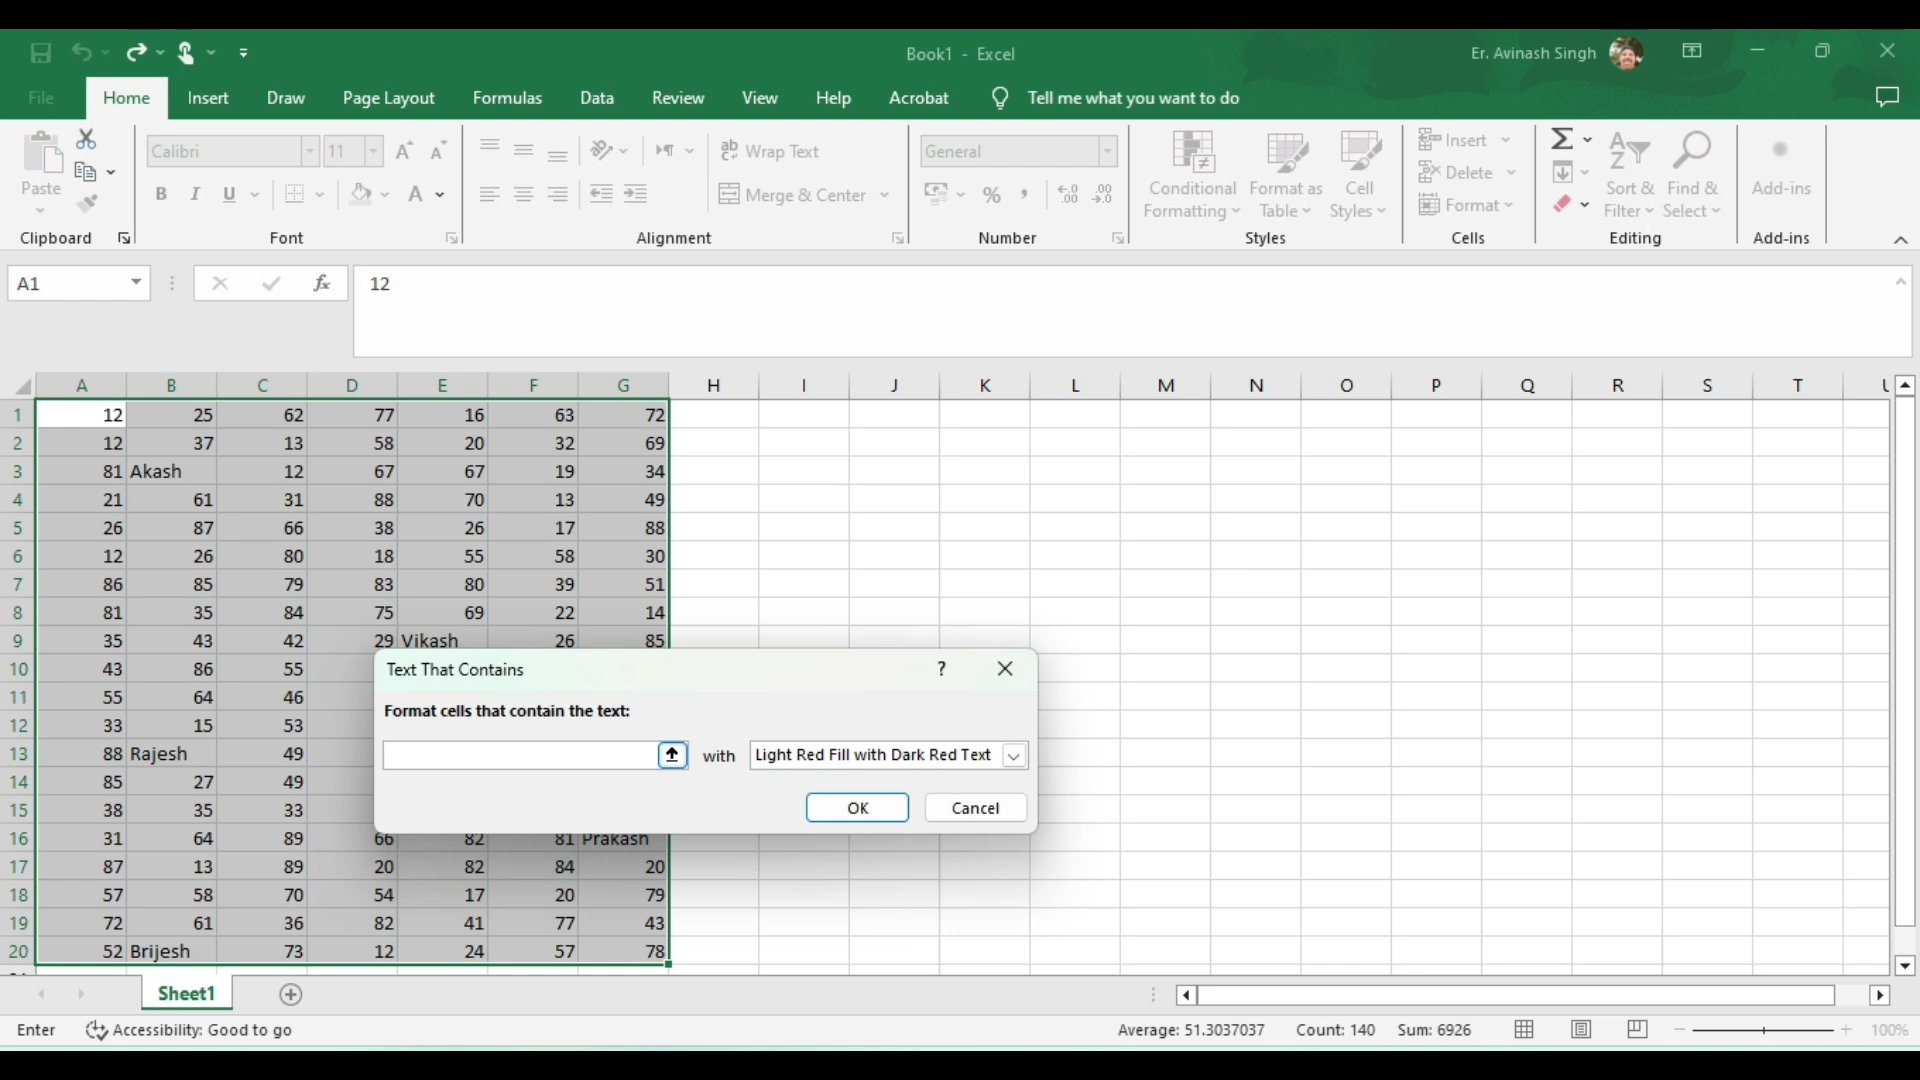 Book1 - Excel
Er. Avinash Singh
File Home Insert Draw Page Layout Formulas Data Review View Help Acrobat Tell me what you want to do
Paste
Clipboard
Calibri 11
B I U A
Font
Wrap Text
Merge & Center
Alignment
General
% ,
Number
Conditional Formatting
Format as Table
Cell Styles
Styles
Insert
Delete
Format
Cells
Sort & Filter
Find & Select
Editing
Add-ins
Add-ins
A1 fx 12
A B C D E F G H I J K L M N O P Q R S T
1 12 25 62 77 16 63 72
2 12 37 13 58 20 32 69
3 81 Akash 12 67 67 19 34
4 21 61 31 88 70 13 49
5 26 87 66 38 26 17 88
6 12 26 80 18 55 58 30
7 86 85 79 83 80 39 51
8 81 35 84 75 69 22 14
9 35 43 42 29 Vikash 26 85
10 43 86 55
11 55 64 46
12 33 15 53
13 88 Rajesh 49
14 85 27 49
15 38 35 33
16 31 64 89 66 82 81 Prakash
17 87 13 89 20 82 84 20
18 57 58 70 54 17 20 79
19 72 61 36 82 41 77 43
20 52 Brijesh 73 12 24 57 78
Text That Contains ?
Format cells that contain the text:
with Light Red Fill with Dark Red Text
OK Cancel
Sheet1
Enter Accessibility: Good to go Average: 51.3037037 Count: 140 Sum: 6926 100%